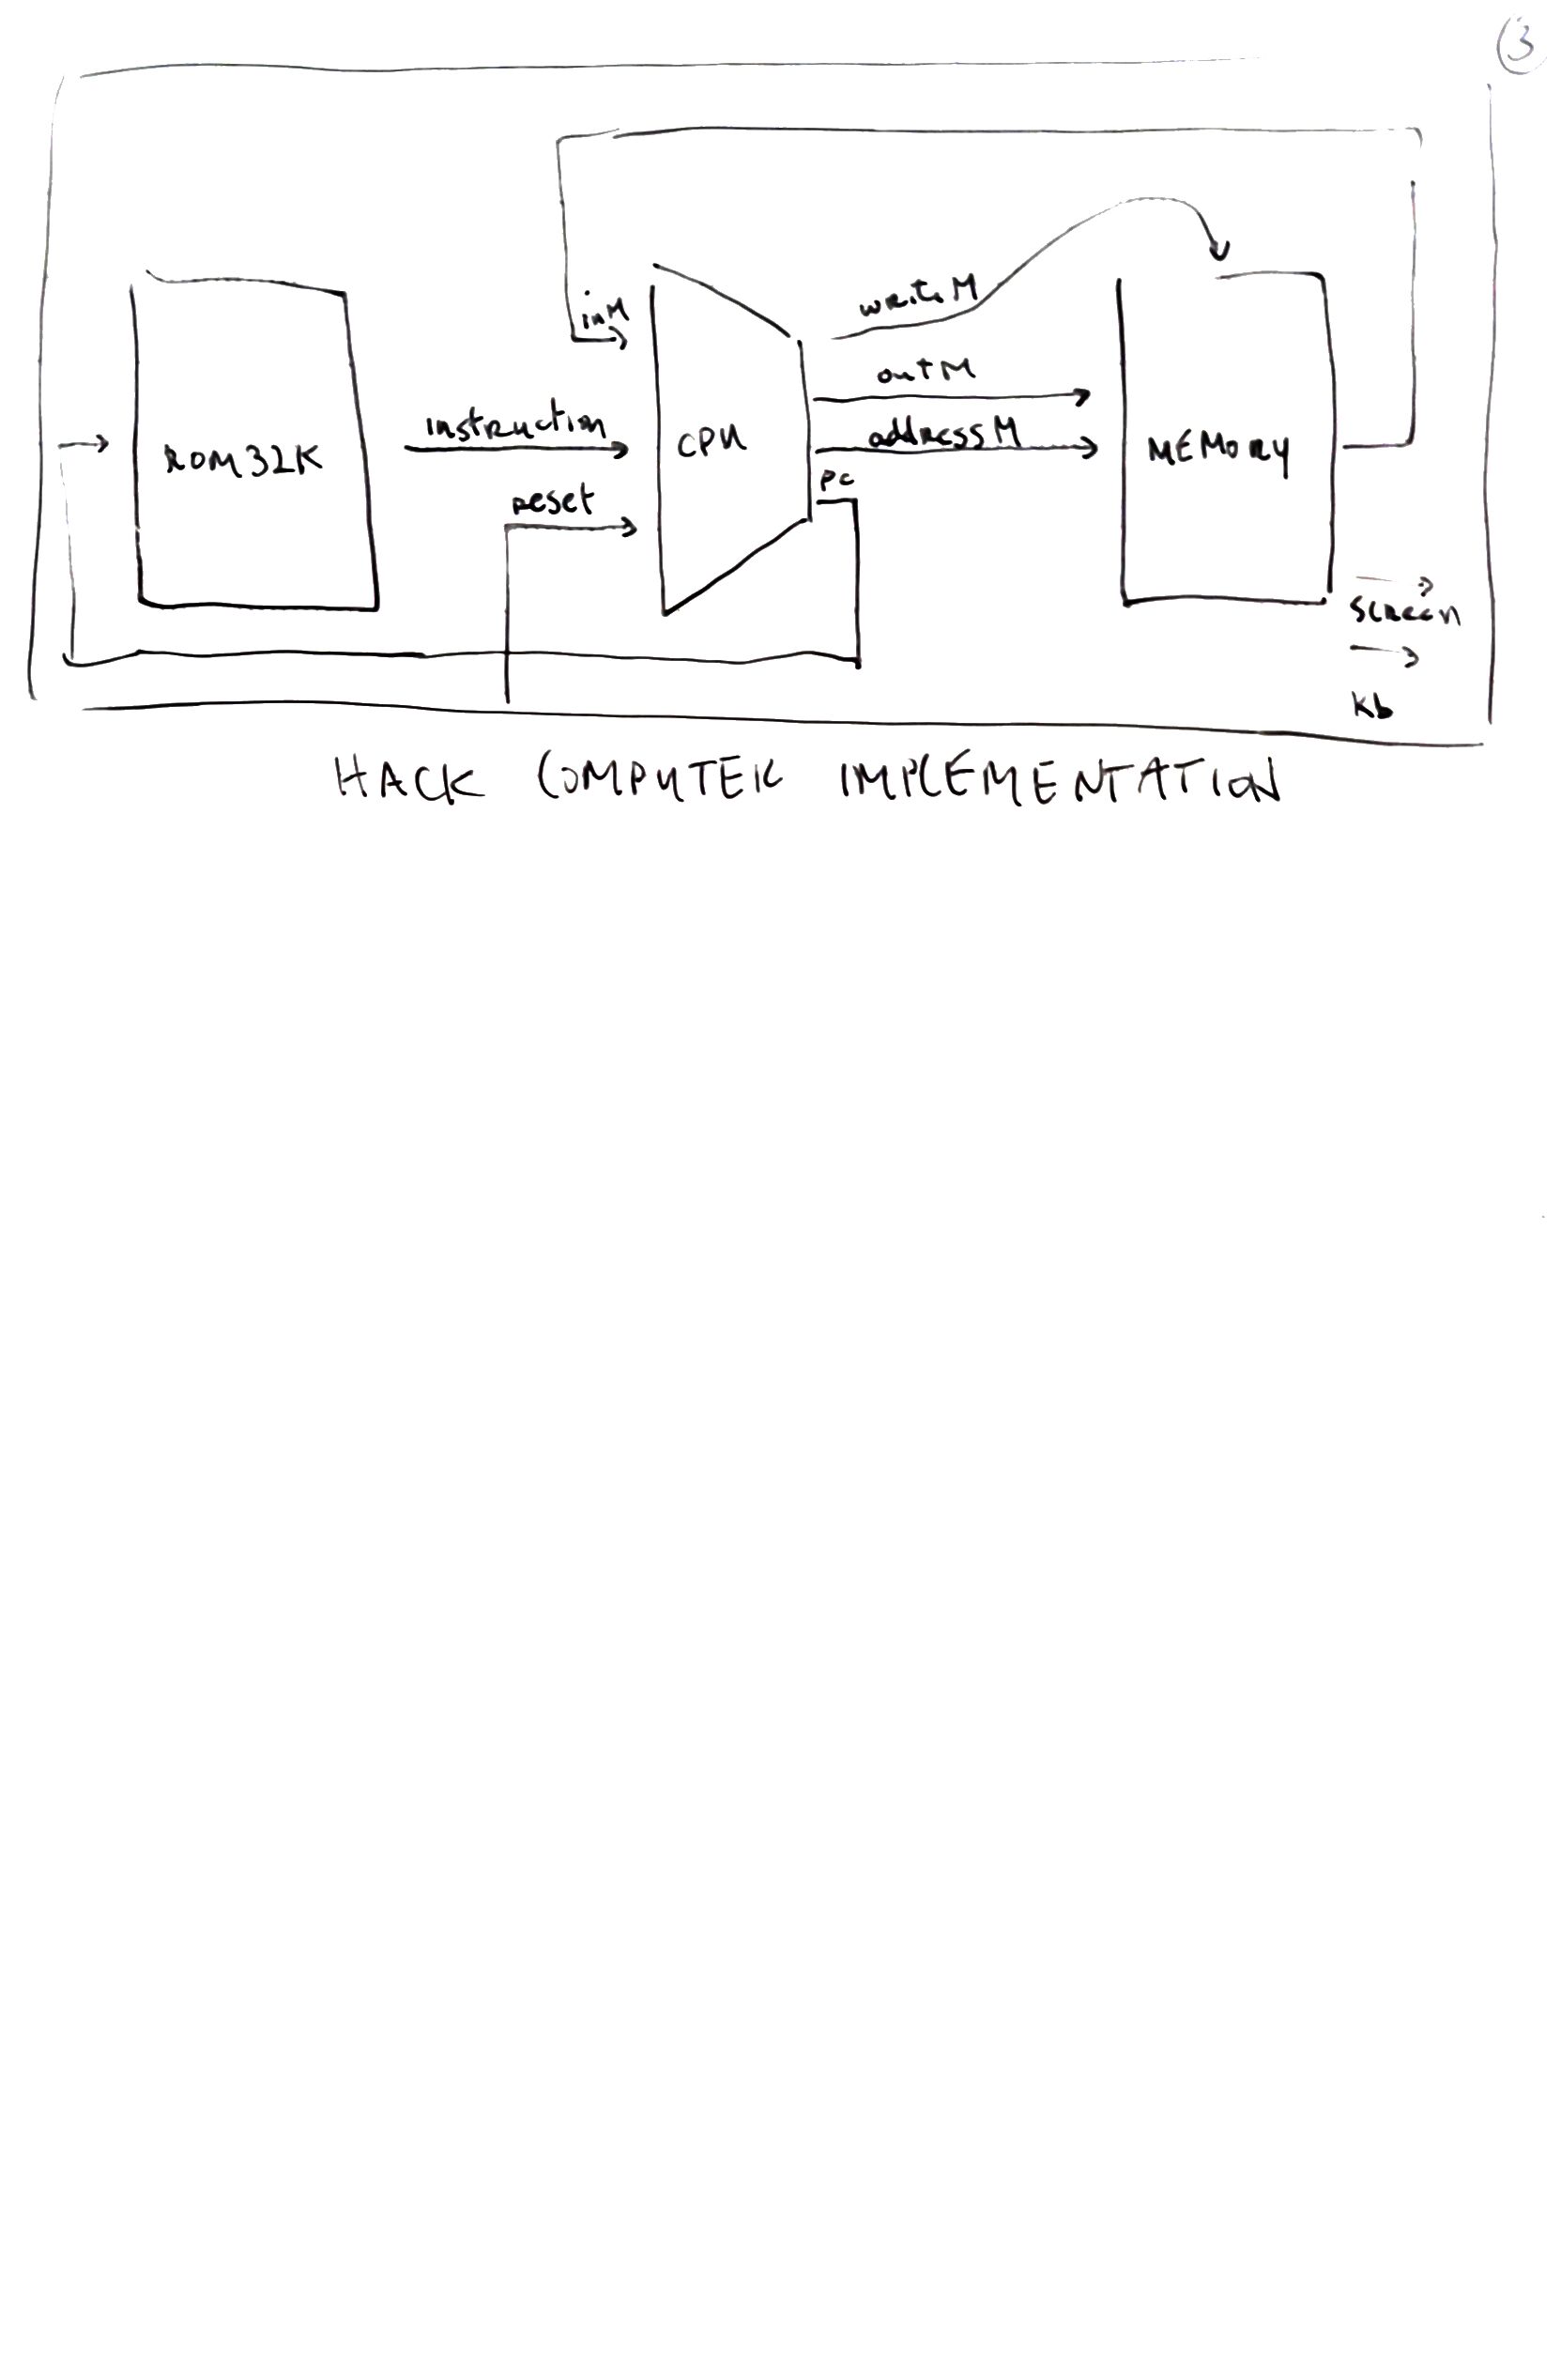 3
inM
writeM
outM
instruction
addressM
ROM32K
CPU
MEMORY
pc
reset
screen
kb
HACK COMPUTER IMPLEMENTATION